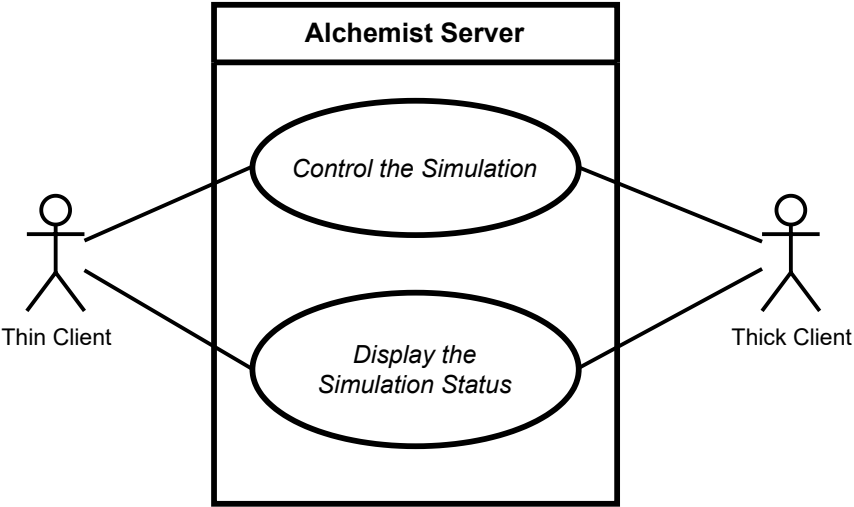 Alchemist Server
Control the Simulation
Thin Client
Thick Client
Display the
Simulation Status